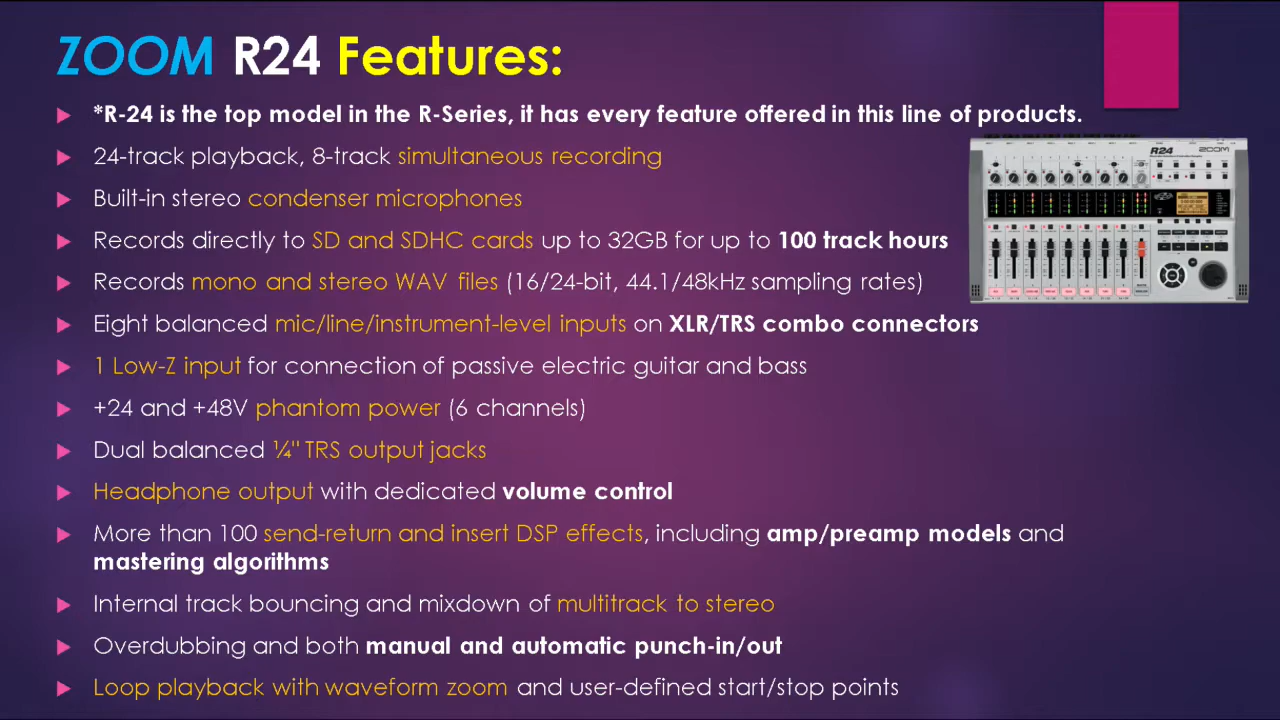 ZOOM R24 Features:
*R-24 is the top model in the R-Series, it has every feature offered in this line of products.
24-track playback, 8-track simultaneous recording
Built-in stereo condenser microphones
Records directly to SD and SDHC cards up to 32GB for up to 100 track hours
Records mono and stereo WAV files (16/24-bit, 44.1/48kHz sampling rates)
Eight balanced mic/line/instrument-level inputs on XLR/TRS combo connectors
1 Low-Z input for connection of passive electric guitar and bass
+24 and +48V phantom power (6 channels)
Dual balanced ¼" TRS output jacks
Headphone output with dedicated volume control
More than 100 send-return and insert DSP effects, including amp/preamp models and
mastering algorithms
Internal track bouncing and mixdown of multitrack to stereo
Overdubbing and both manual and automatic punch-in/out
Loop playback with waveform zoom and user-defined start/stop points
R24 ZOOM